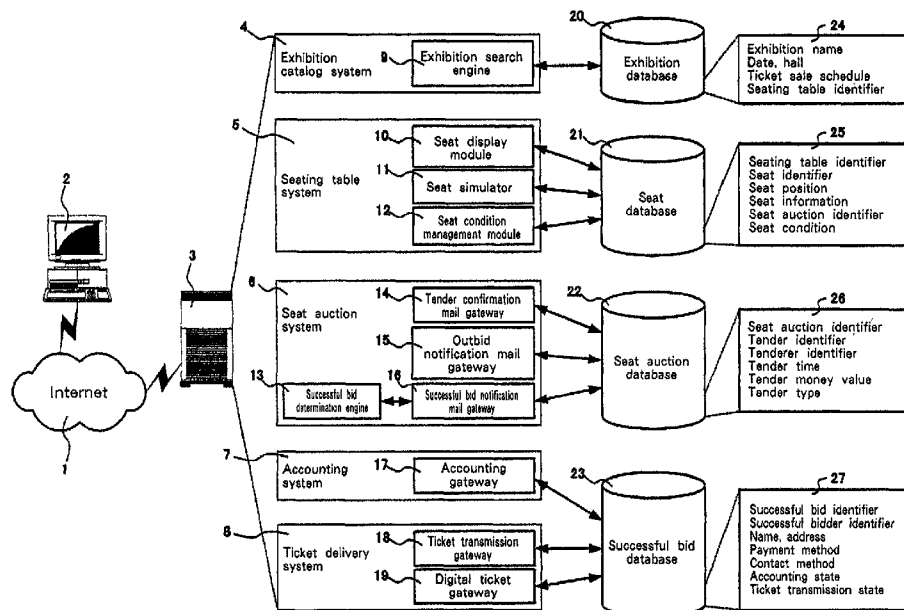 4
Exhibition
catalog system
9
Exhibition search
engine
20
Exhibition
database
24
Exhibition name
Date, hall
Ticket sale schedule
Seating table identifier
5
Seating table
system
10
Seat display
module
11
Seat simulator
12
Seat condition
management module
21
Seat
database
25
Seating table identifier
Seat identifier
Seat position
Seat information
Seat auction identifier
Seat condition
2
3
Internet
1
6
Seat auction
system
14
Tender confirmation
mail gateway
15
Outbid
notification mail
gateway
13
Successful bid
determination engine
16
Successful bid notification
mail gateway
22
Seat auction
database
26
Seat auction identifier
Tender identifier
Tenderer identifier
Tender time
Tender money value
Tender type
7
Accounting
system
17
Accounting
gateway
8
Ticket delivery
system
18
Ticket transmission
gateway
19
Digital ticket gateway
23
Successful bid
database
27
Successful bid identifier
Successful bidder identifier
Name, address
Payment method
Contact method
Accounting state
Ticket transmission state